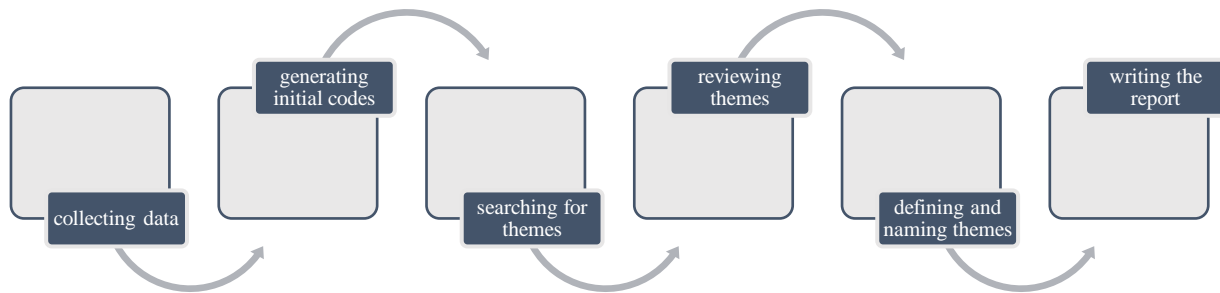 collecting data
generating
initial codes
searching for
themes
reviewing
themes
defining and
naming themes
writing the
report